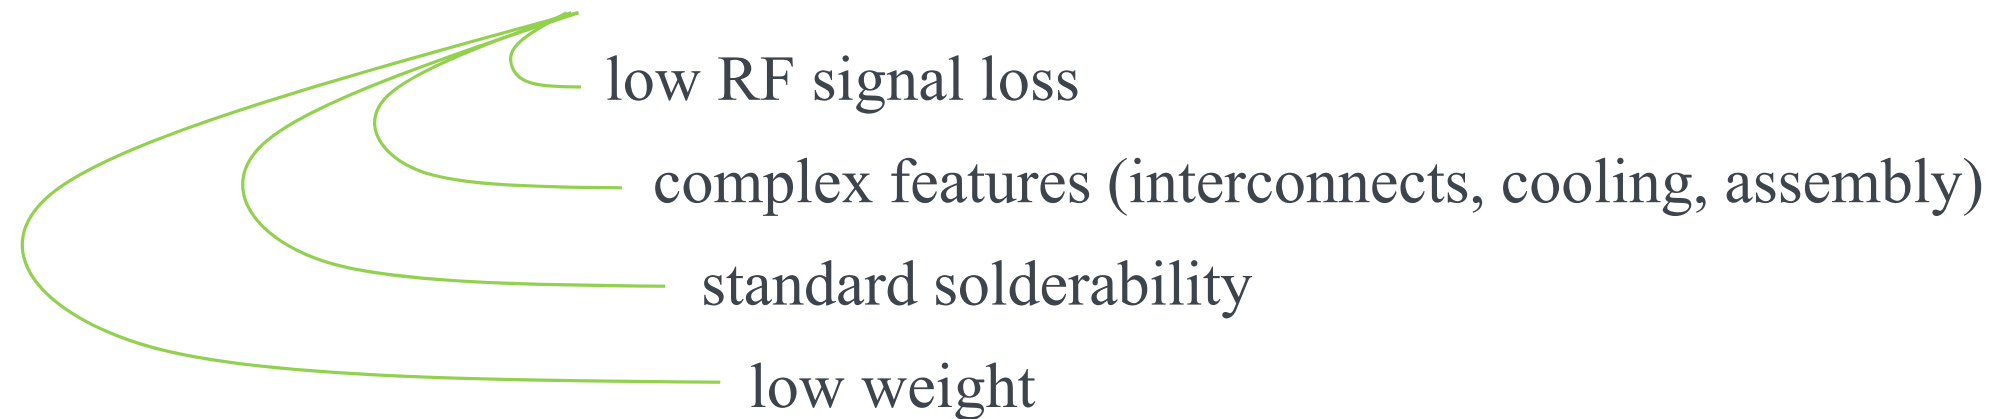 low RF signal loss
complex features (interconnects, cooling, assembly)
standard solderability
low weight